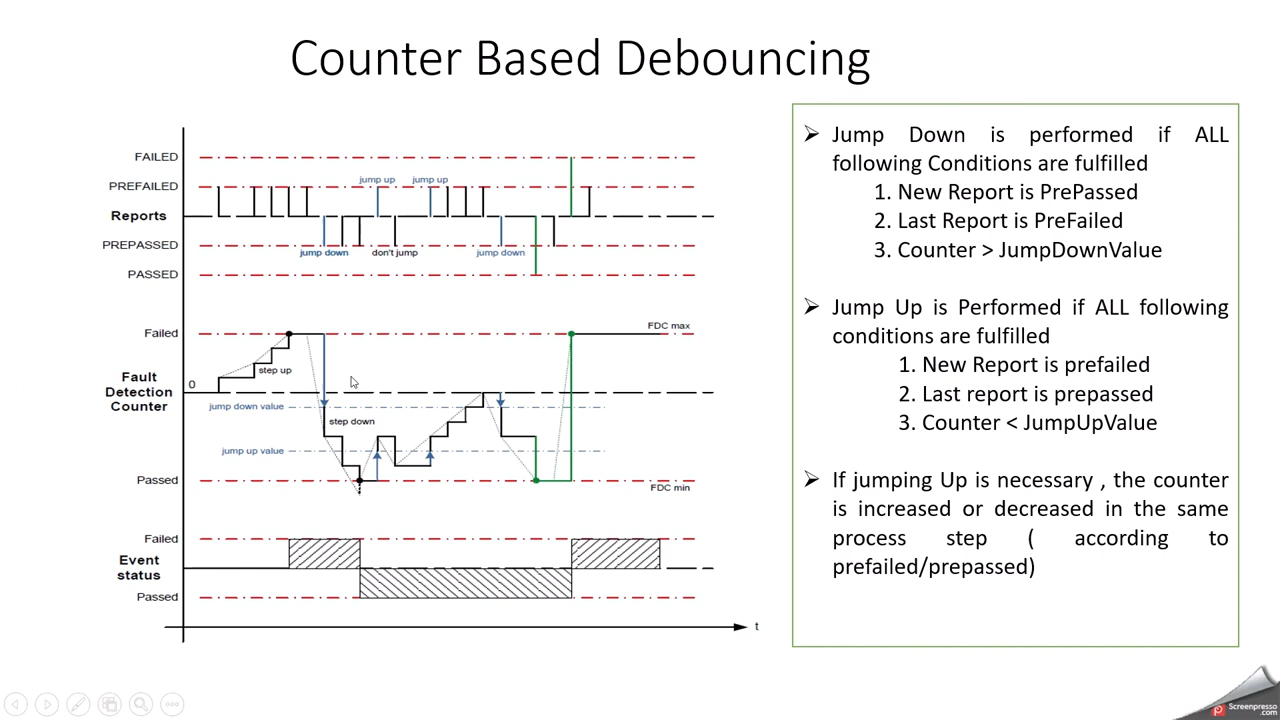 Counter Based Debouncing
FAILED
PREFAILED
jump up
jump up
Reports
PREPASSED
jump down
don't jump
jump down
PASSED
Failed
FDC max
step up
0
Fault
Detection
Counter
jump down value
step down
jump up value
Passed
FDC min
Failed
Event
status
Passed
t
➢ Jump Down is performed if ALL
following Conditions are fulfilled
1. New Report is PrePassed
2. Last Report is PreFailed
3. Counter > JumpDownValue
➢ Jump Up is Performed if ALL following
conditions are fulfilled
1. New Report is prefailed
2. Last report is prepassed
3. Counter < JumpUpValue
➢ If jumping Up is necessary , the counter
is increased or decreased in the same
process step ( according to
prefailed/prepassed)
Screenpresso
.com